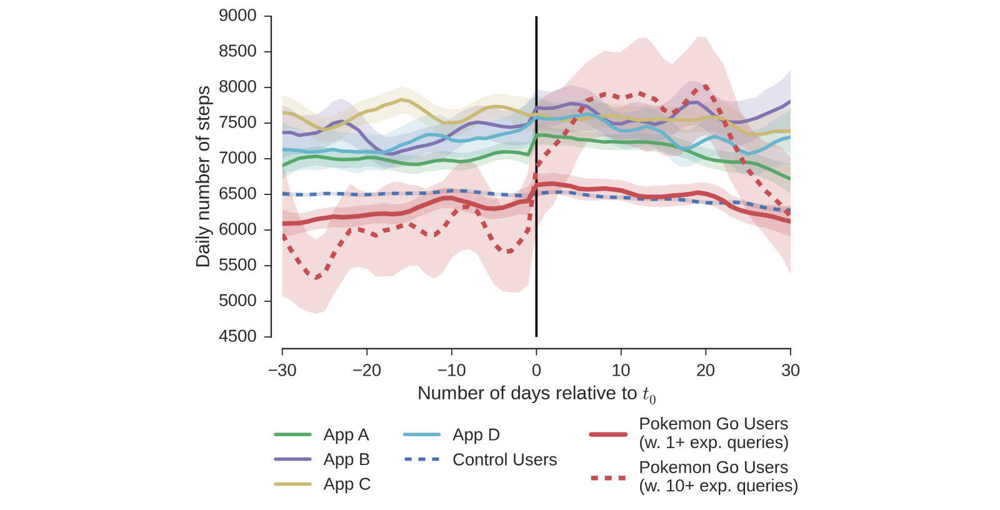 9000
8500
8000
7500
7000
6500
6000
5500
5000
4500
Daily number of steps
−30 −20 −10 0 10 20 30
Number of days relative to t0
App A
App B
App C
App D
Control Users
Pokemon Go Users
(w. 1+ exp. queries)
Pokemon Go Users
(w. 10+ exp. queries)